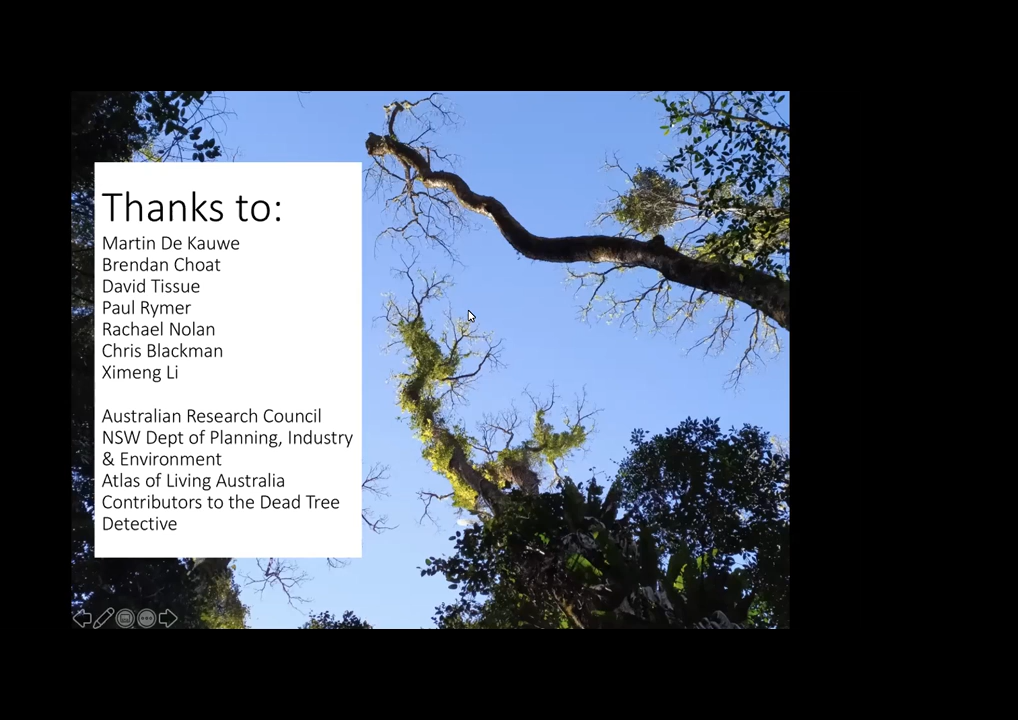 Thanks to:
Martin De Kauwe
Brendan Choat
David Tissue
Paul Rymer
Rachael Nolan
Chris Blackman
Ximeng Li
Australian Research Council
NSW Dept of Planning, Industry
& Environment
Atlas of Living Australia
Contributors to the Dead Tree
Detective